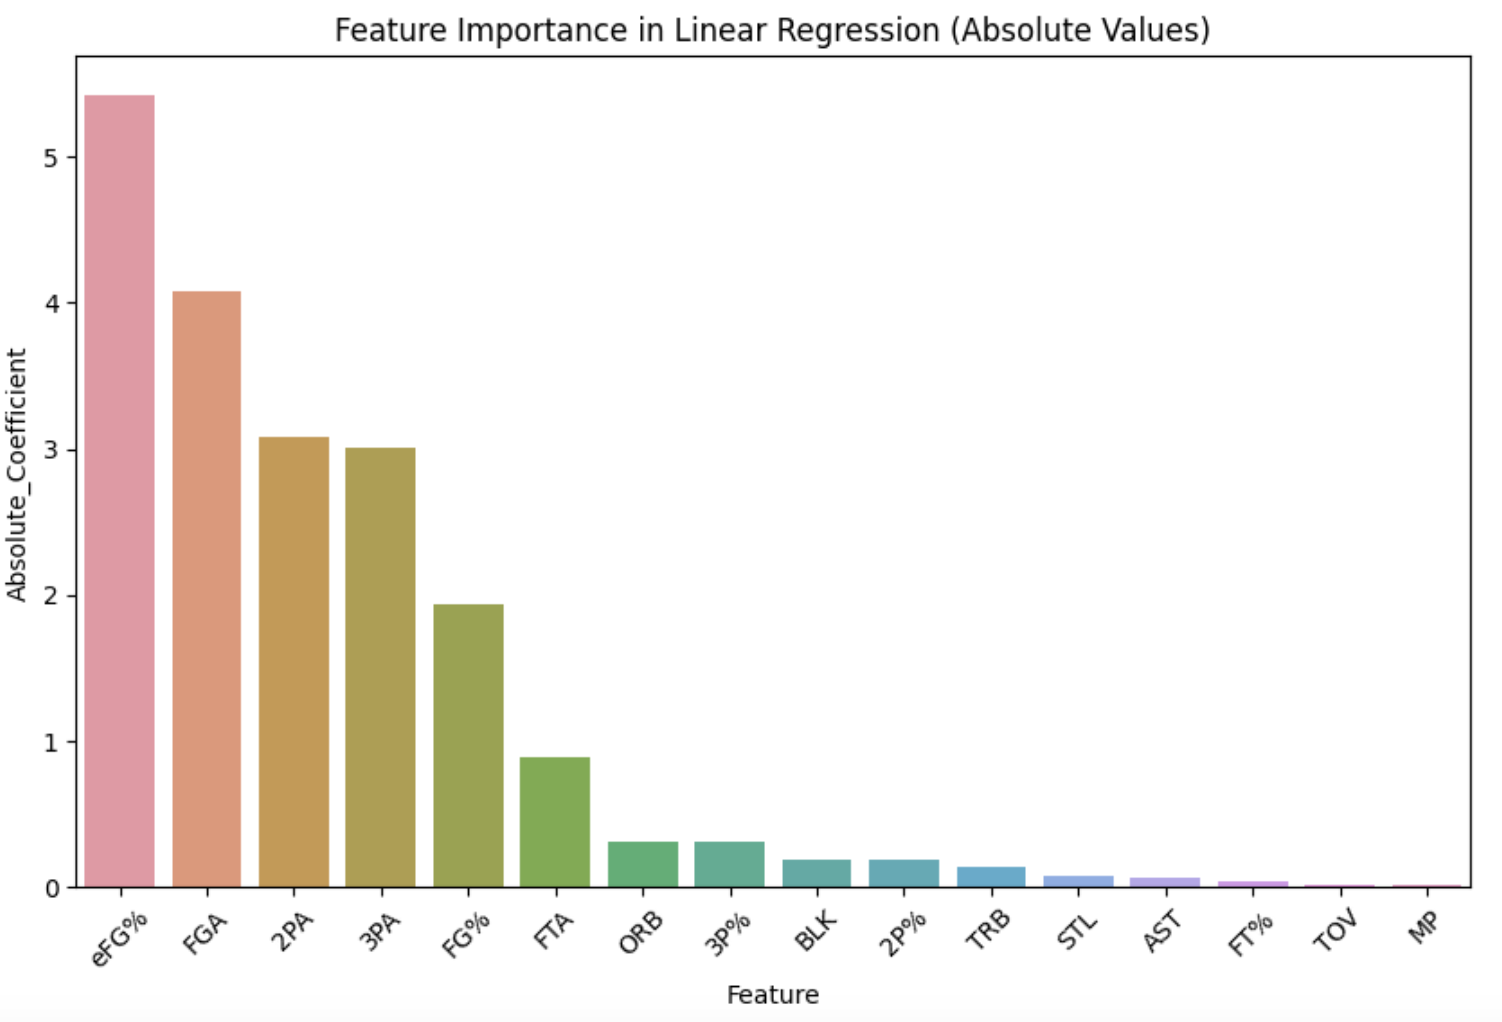 Feature Importance in Linear Regression (Absolute Values)
Absolute_Coefficient
5
4
3
2
1
0
eFG% FGA 2PA 3PA FG% FTA ORB 3P% BLK 2P% TRB STL AST FT% TOV MP
Feature